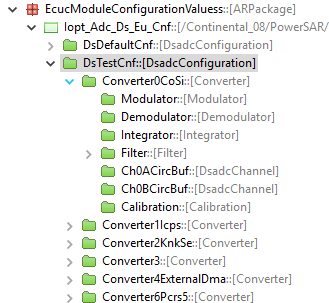 EcucModuleConfigurationValuess::[ARPackage]
Iopt_Adc_Ds_Eu_Cnf::[/Continental_08/PowerSAR/
DsDefaultCnf::[DsadcConfiguration]
DsTestCnf::[DsadcConfiguration]
Converter0CoSi::[Converter]
Modulator::[Modulator]
Demodulator::[Demodulator]
Integrator::[Integrator]
Filter::[Filter]
Ch0ACircBuf::[DsadcChannel]
Ch0BCircBuf::[DsadcChannel]
Calibration::[Calibration]
Converter1Icps::[Converter]
Converter2KnkSe::[Converter]
Converter3::[Converter]
Converter4ExternalDma::[Converter]
Converter6Pcrs5::[Converter]